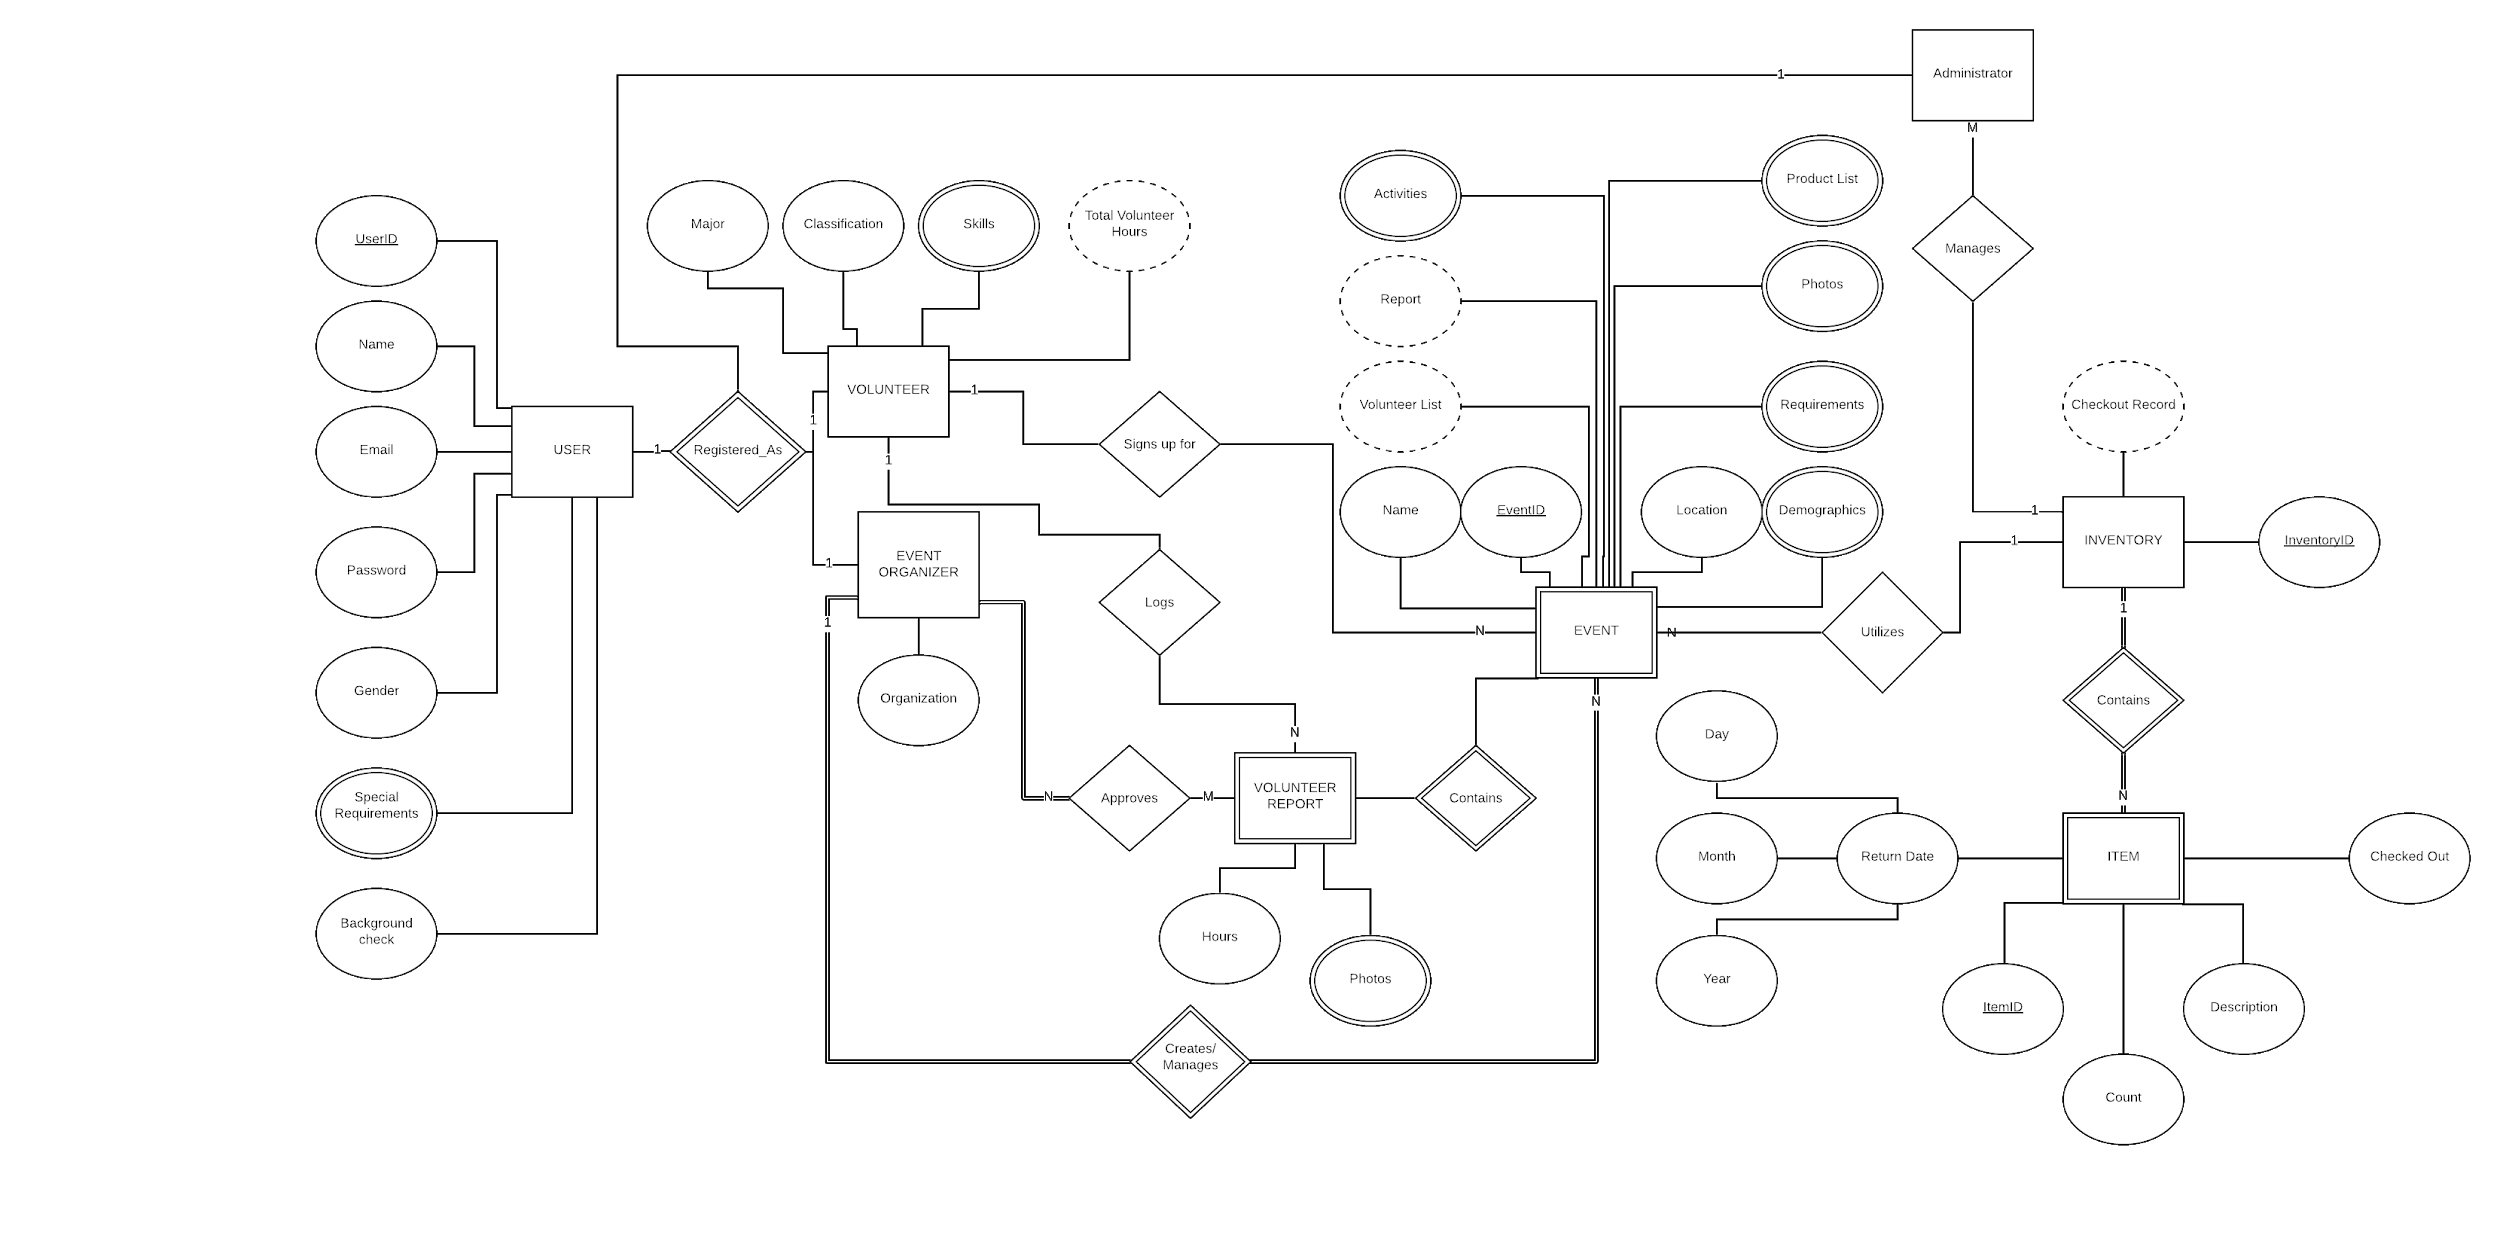 1
Administrator
M
Product List
Activities
Major
Classification
Skills
Total Volunteer
Hours
UserID
Manages
Photos
Report
Name
VOLUNTEER
1
Volunteer List
Requirements
Checkout Record
1
Email
USER
1
Registered_As
Signs up for
1
Name
EventID
Location
Demographics
1
EVENT
ORGANIZER
1
Password
1
INVENTORY
InventoryID
Logs
1
1
N
EVENT
N
Utilizes
Gender
Organization
N
Contains
N
Day
Special
Requirements
N
Approves
M
VOLUNTEER
REPORT
Contains
N
Month
Return Date
ITEM
Checked Out
Background
check
Hours
Photos
Year
ItemID
Description
Creates/
Manages
Count